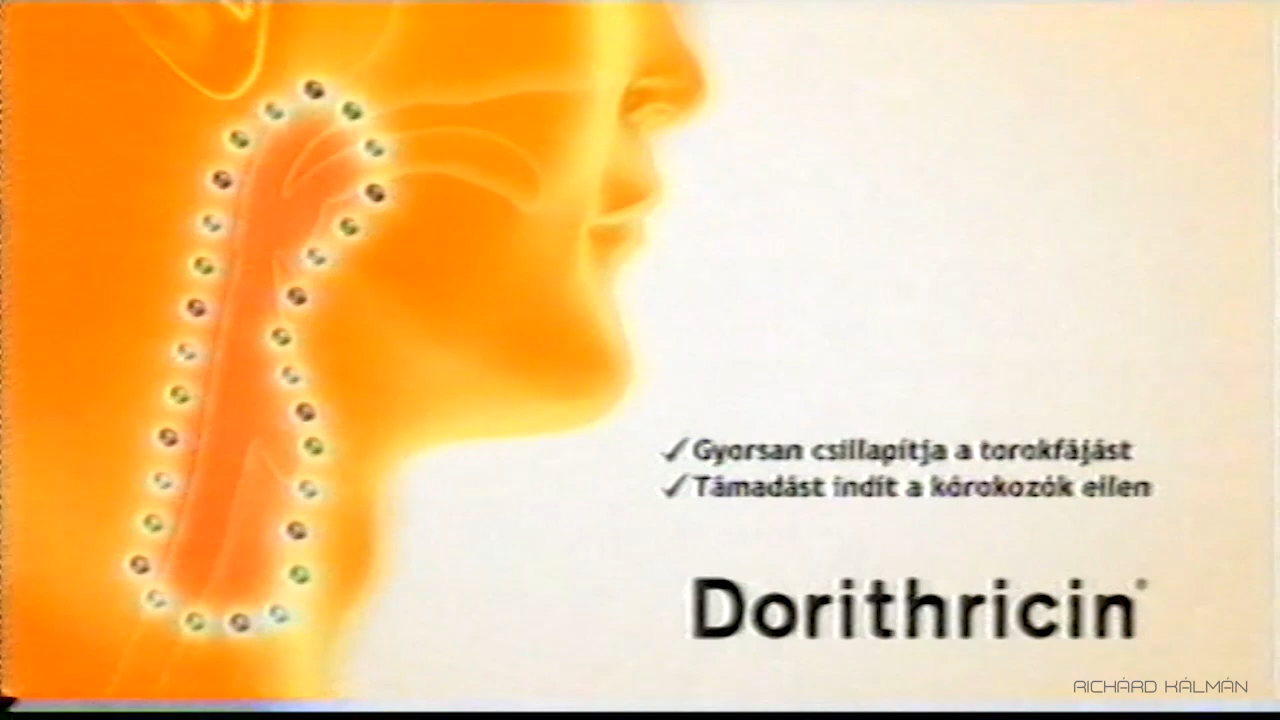 ✓ Gyorsan csillapítja a torokfájást
✓ Támadást indít a kórokozók ellen
Dorithricin®
RICHÁRD KÁLMÁN